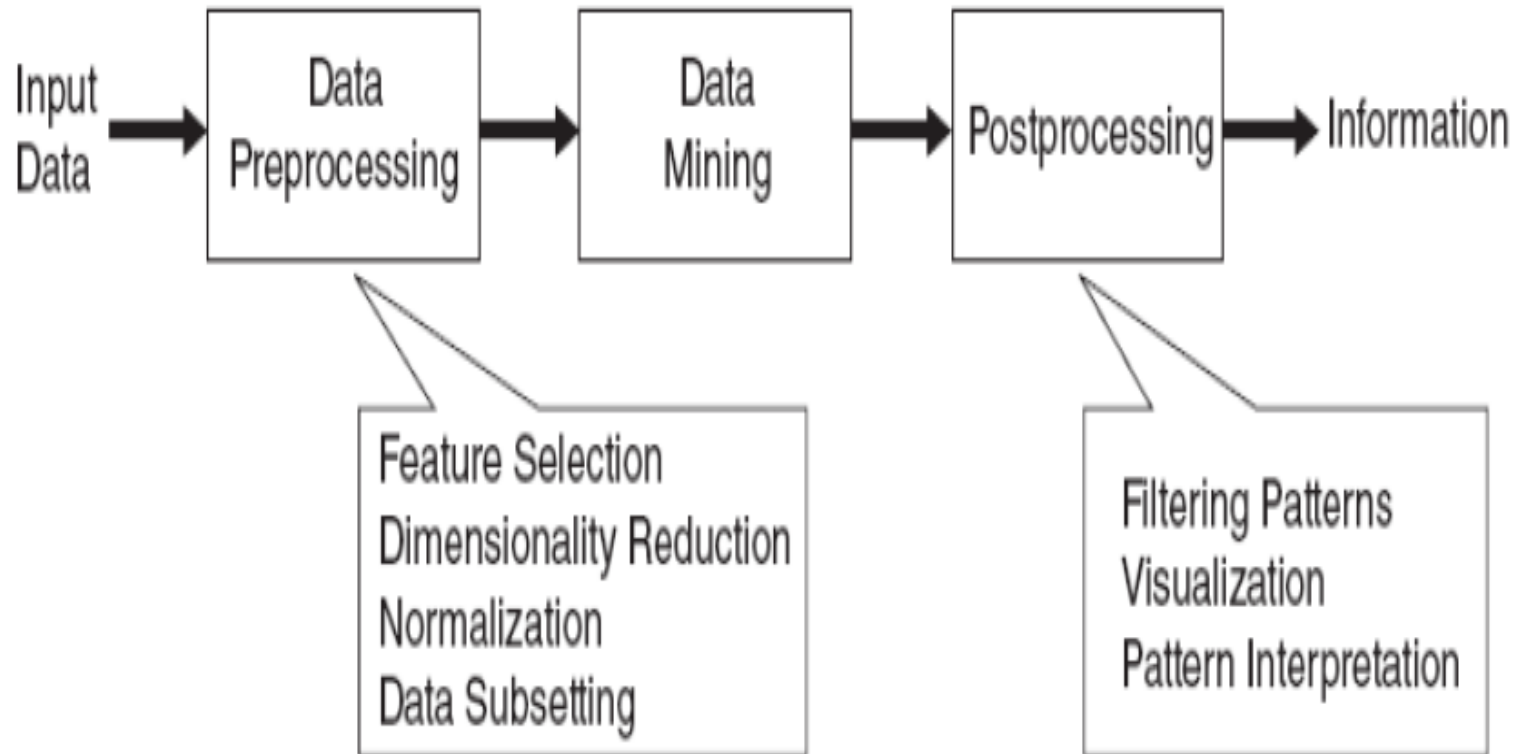 Input
Data
Data
Preprocessing
Data
Mining
Postprocessing
Information
Feature Selection
Dimensionality Reduction
Normalization
Data Subsetting
Filtering Patterns
Visualization
Pattern Interpretation